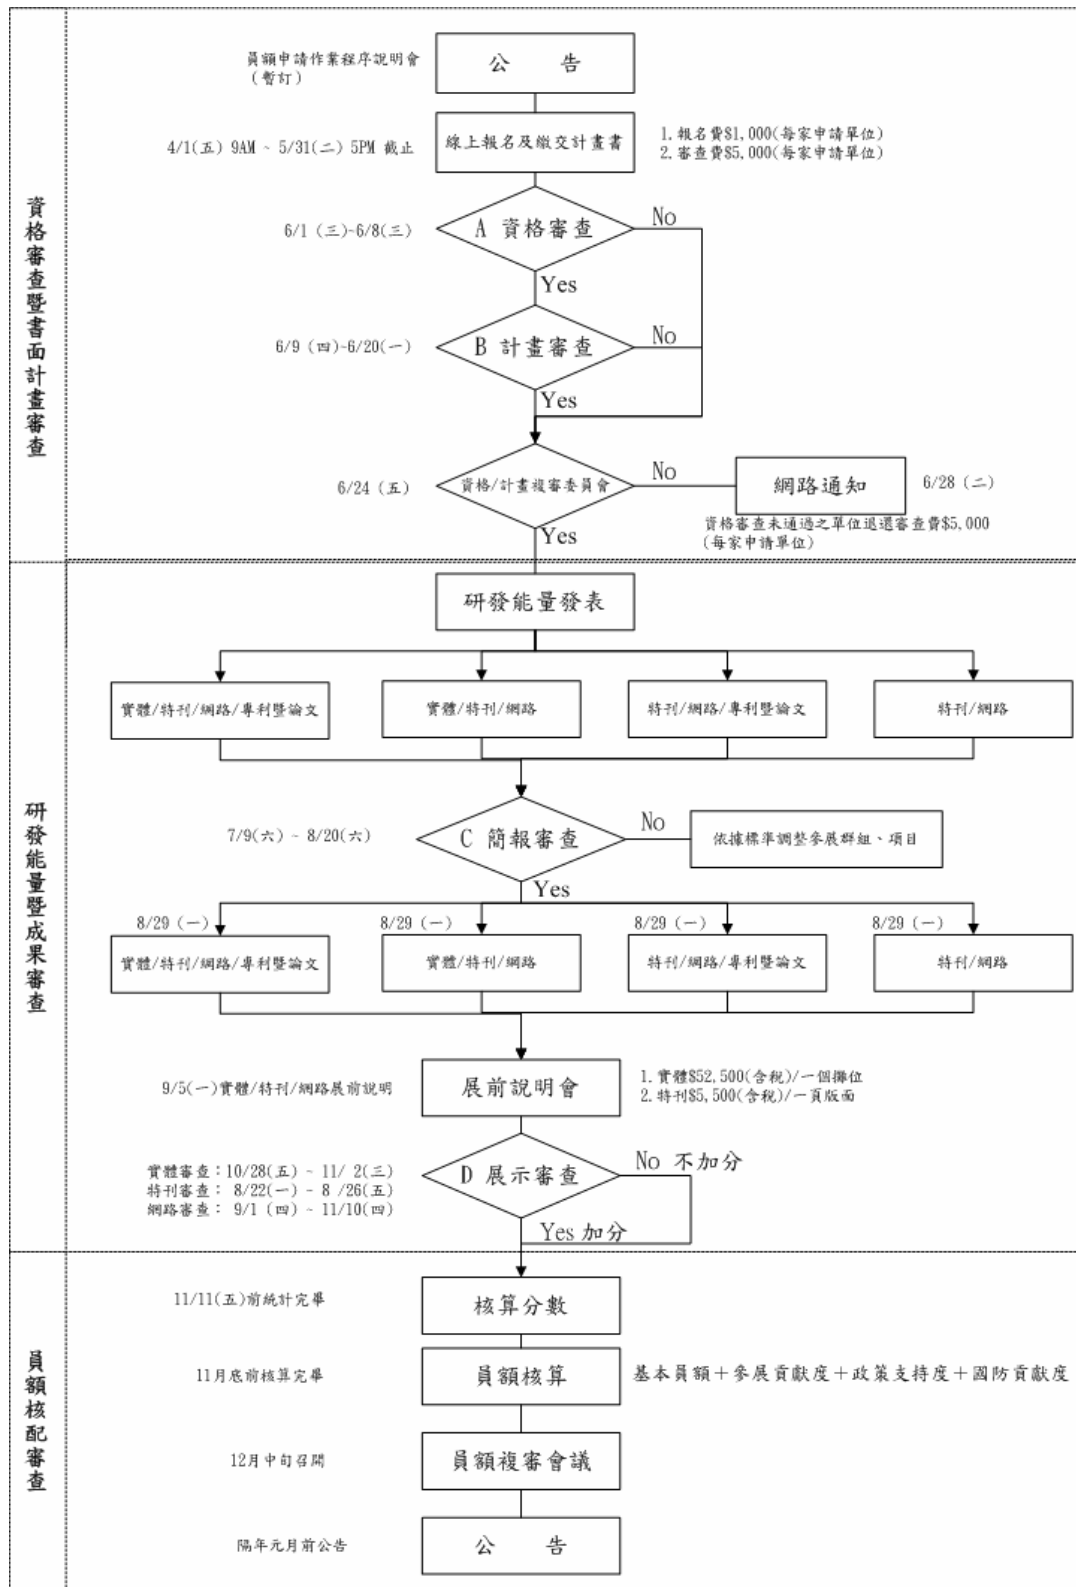 資格審查暨書面計畫審查
員額申請作業程序說明會
(暫訂)
公 告
4/1(五) 9AM ~ 5/31(二) 5PM 截止
線上報名及繳交計畫書
1. 報名費$1,000(每家申請單位)
2. 審查費$5,000(每家申請單位)
6/1 (三)~6/8(三)
A 資格審查
No
Yes
6/9 (四)~6/20(一)
B 計畫審查
No
Yes
6/24 (五)
資格/計畫複審委員會
No
網路通知
6/28 (二)
資格審查未通過之單位退還審查費$5,000
(每家申請單位)
Yes
研發能量暨成果審查
研發能量發表
實體/特刊/網路/專利暨論文
實體/特刊/網路
特刊/網路/專利暨論文
特刊/網路
7/9(六) ~ 8/20(六)
C 簡報審查
No
依據標準調整參展群組、項目
Yes
8/29 (一)
8/29 (一)
8/29 (一)
8/29 (一)
實體/特刊/網路/專利暨論文
實體/特刊/網路
特刊/網路/專利暨論文
特刊/網路
9/5(一)實體/特刊/網路展前說明
展前說明會
1. 實體$52,500(含稅)/一個攤位
2. 特刊$5,500(含稅)/一頁版面
實體審查：10/28(五) ~ 11/ 2(三)
特刊審查： 8/22(一) ~ 8 /26(五)
網路審查： 9/1 (四) ~ 11/10(四)
D 展示審查
No 不加分
Yes 加分
員額核配審查
11/11(五)前統計完畢
核算分數
11月底前核算完畢
員額核算
基本員額＋參展貢獻度＋政策支持度＋國防貢獻度
12月中旬召開
員額複審會議
隔年元月前公告
公 告